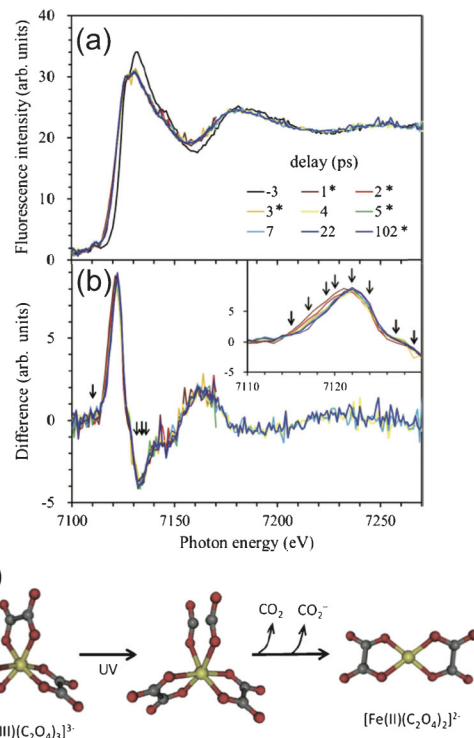 (a)
Fluorescence intensity (arb. units)
40
30
20
10
0
delay (ps)
-3 1* 2*
3* 4 5*
7 22 102*
(b)
Difference (arb. units)
5
0
-5
5
0
-5
7110 7120
7100 7150 7200 7250
Photon energy (eV)
)
UV
CO₂ CO₂⁻
III)(C₂O₄)₃]³⁻
[Fe(II)(C₂O₄)₂]²⁻